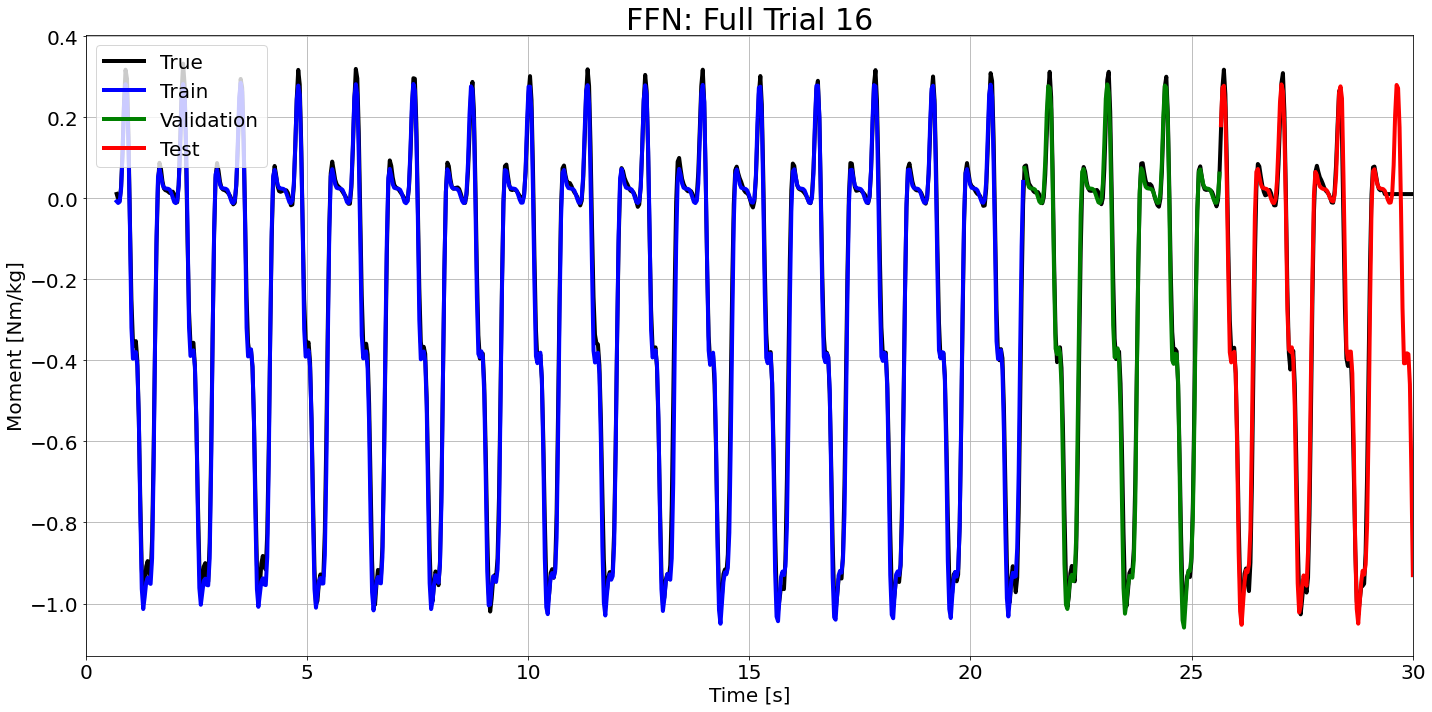 FFN: Full Trial 16
True
Train
Validation
Test
Moment [Nm/kg]
0.4
0.2
0.0
−0.2
−0.4
−0.6
−0.8
−1.0
0 5 10 15 20 25 30
Time [s]